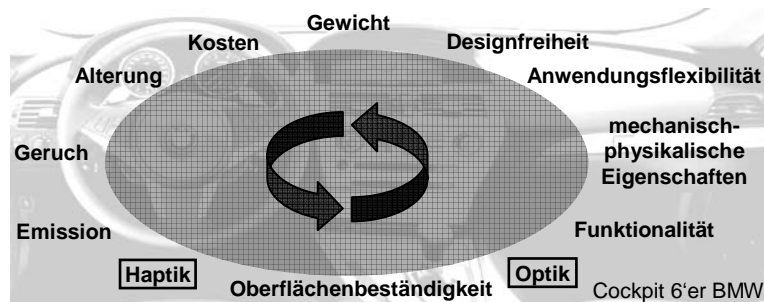 Gewicht
Kosten
Designfreiheit
Alterung
Anwendungsflexibilität
mechanisch-
physikalische
Eigenschaften
Geruch
Emission
Funktionalität
Haptik
Oberflächenbeständigkeit
Optik
Cockpit 6‘er BMW